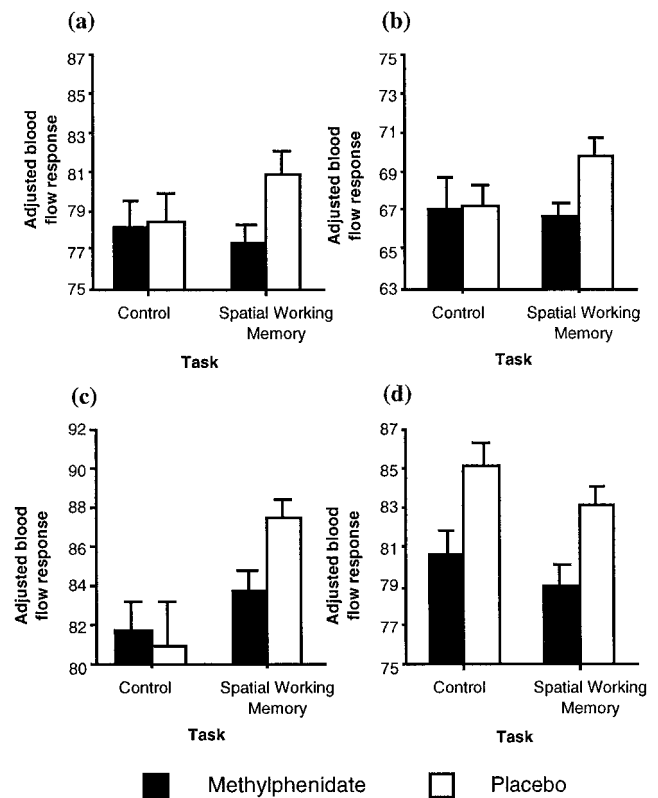 (a)
Adjusted blood
flow response
87
85
83
81
79
77
75
Control
Spatial Working
Memory
Task
(b)
Adjusted blood
flow response
75
73
71
69
67
65
63
Control
Spatial Working
Memory
Task
(c)
Adjusted blood
flow response
92
90
88
86
84
82
80
Control
Spatial Working
Memory
Task
(d)
Adjusted blood
flow response
87
85
83
81
79
77
75
Control
Spatial Working
Memory
Task
Methylphenidate
Placebo